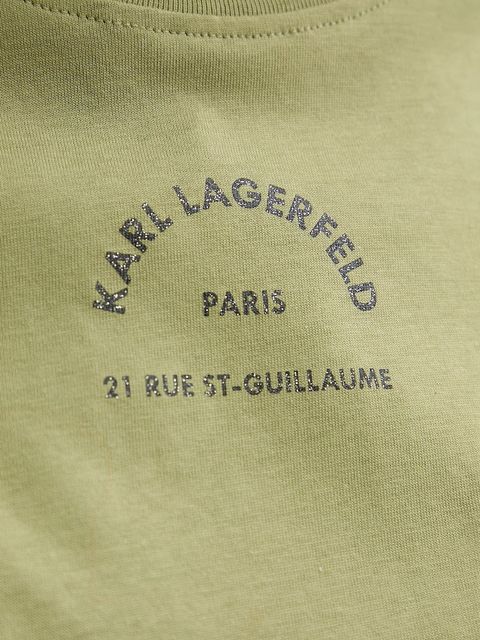 KARL LAGERFELD
PARIS
21 RUE ST-GUILLAUME